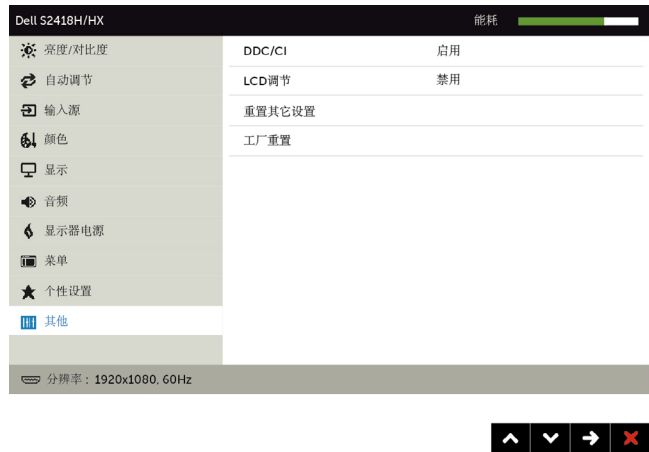 Dell S2418H/HX
能耗
亮度/对比度
DDC/CI 启用
自动调节
LCD调节 禁用
输入源
重置其它设置
颜色
工厂重置
显示
音频
显示器电源
菜单
个性设置
其他
分辨率: 1920x1080, 60Hz